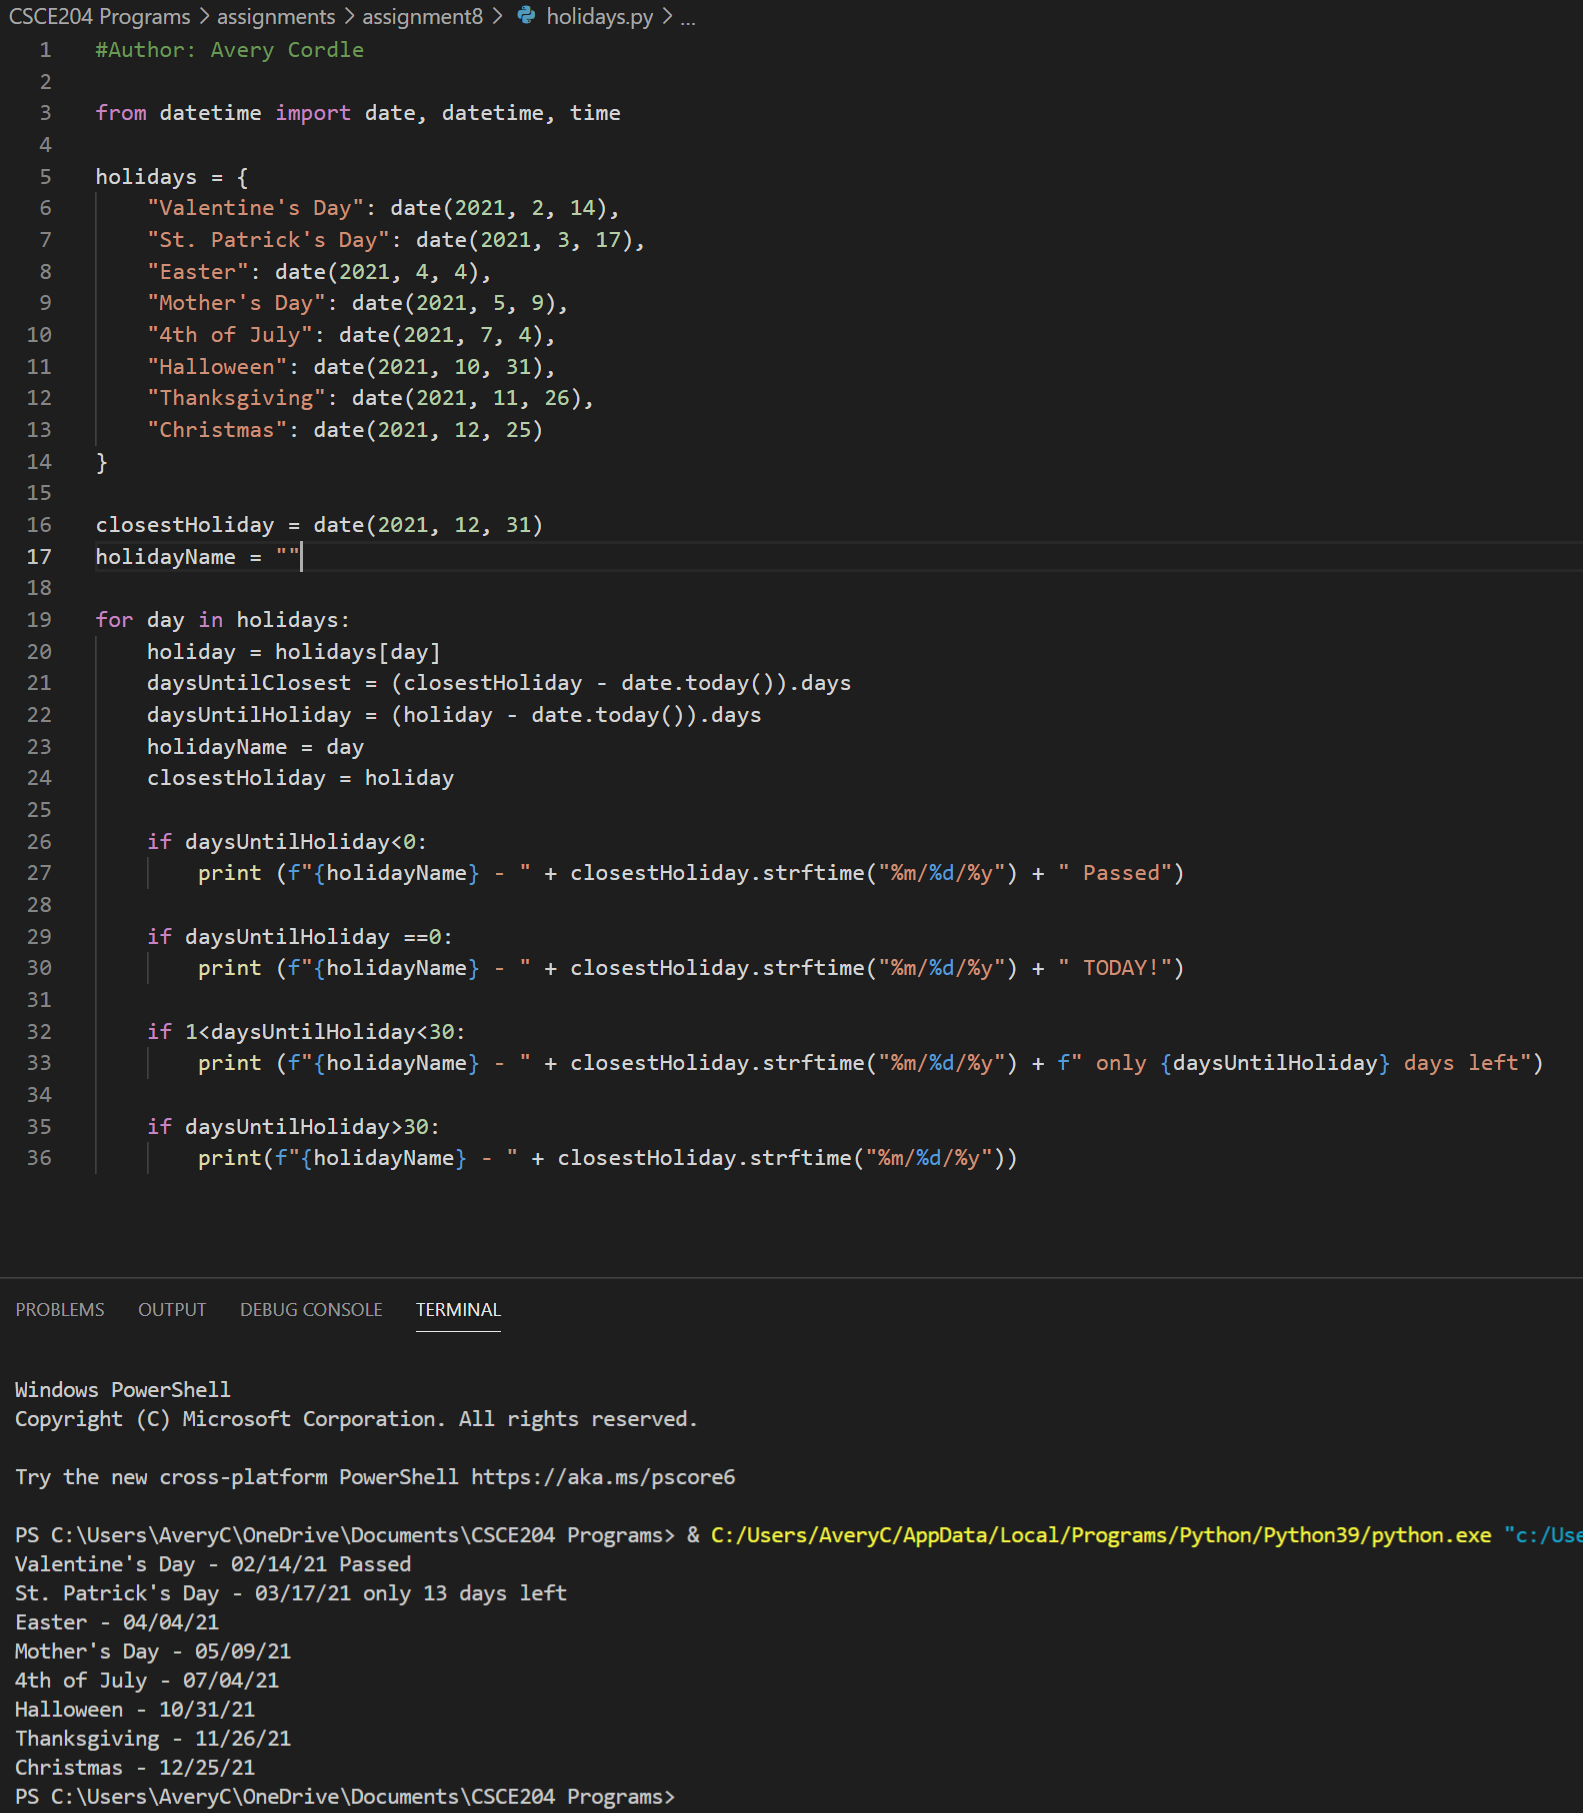 CSCE204 Programs > assignments > assignment8 > holidays.py > ...
1 #Author: Avery Cordle
2
3 from datetime import date, datetime, time
4
5 holidays = {
6     "Valentine's Day": date(2021, 2, 14),
7     "St. Patrick's Day": date(2021, 3, 17),
8     "Easter": date(2021, 4, 4),
9     "Mother's Day": date(2021, 5, 9),
10     "4th of July": date(2021, 7, 4),
11     "Halloween": date(2021, 10, 31),
12     "Thanksgiving": date(2021, 11, 26),
13     "Christmas": date(2021, 12, 25)
14 }
15
16 closestHoliday = date(2021, 12, 31)
17 holidayName = ""
18
19 for day in holidays:
20     holiday = holidays[day]
21     daysUntilClosest = (closestHoliday - date.today()).days
22     daysUntilHoliday = (holiday - date.today()).days
23     holidayName = day
24     closestHoliday = holiday
25
26     if daysUntilHoliday<0:
27         print (f"{holidayName} - " + closestHoliday.strftime("%m/%d/%y") + " Passed")
28
29     if daysUntilHoliday ==0:
30         print (f"{holidayName} - " + closestHoliday.strftime("%m/%d/%y") + " TODAY!")
31
32     if 1<daysUntilHoliday<30:
33         print (f"{holidayName} - " + closestHoliday.strftime("%m/%d/%y") + f" only {daysUntilHoliday} days left")
34
35     if daysUntilHoliday>30:
36         print(f"{holidayName} - " + closestHoliday.strftime("%m/%d/%y"))
PROBLEMS OUTPUT DEBUG CONSOLE TERMINAL
Windows PowerShell
Copyright (C) Microsoft Corporation. All rights reserved.
Try the new cross-platform PowerShell https://aka.ms/pscore6
PS C:\Users\AveryC\OneDrive\Documents\CSCE204 Programs> & C:/Users/AveryC/AppData/Local/Programs/Python/Python39/python.exe "c:/Use
Valentine's Day - 02/14/21 Passed
St. Patrick's Day - 03/17/21 only 13 days left
Easter - 04/04/21
Mother's Day - 05/09/21
4th of July - 07/04/21
Halloween - 10/31/21
Thanksgiving - 11/26/21
Christmas - 12/25/21
PS C:\Users\AveryC\OneDrive\Documents\CSCE204 Programs>